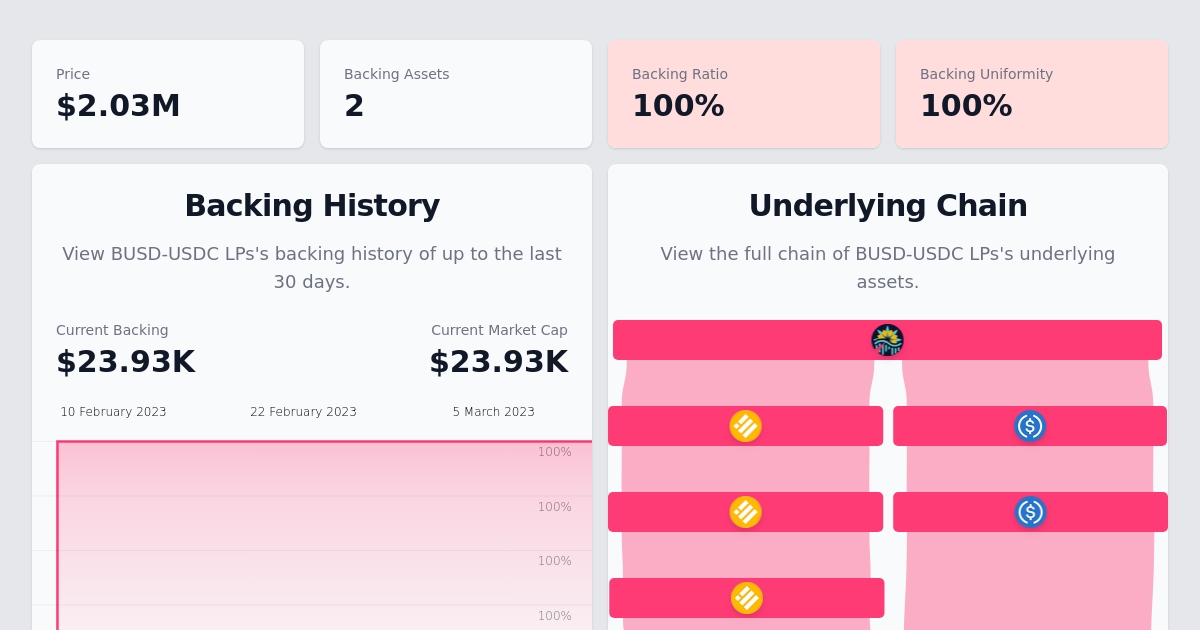 Price
$2.03M
Backing Assets
2
Backing Ratio
100%
Backing Uniformity
100%
Backing History
View BUSD-USDC LPs's backing history of up to the last
30 days.
Current Backing
$23.93K
Current Market Cap
$23.93K
10 February 2023
22 February 2023
5 March 2023
100%
100%
100%
100%
Underlying Chain
View the full chain of BUSD-USDC LPs's underlying
assets.